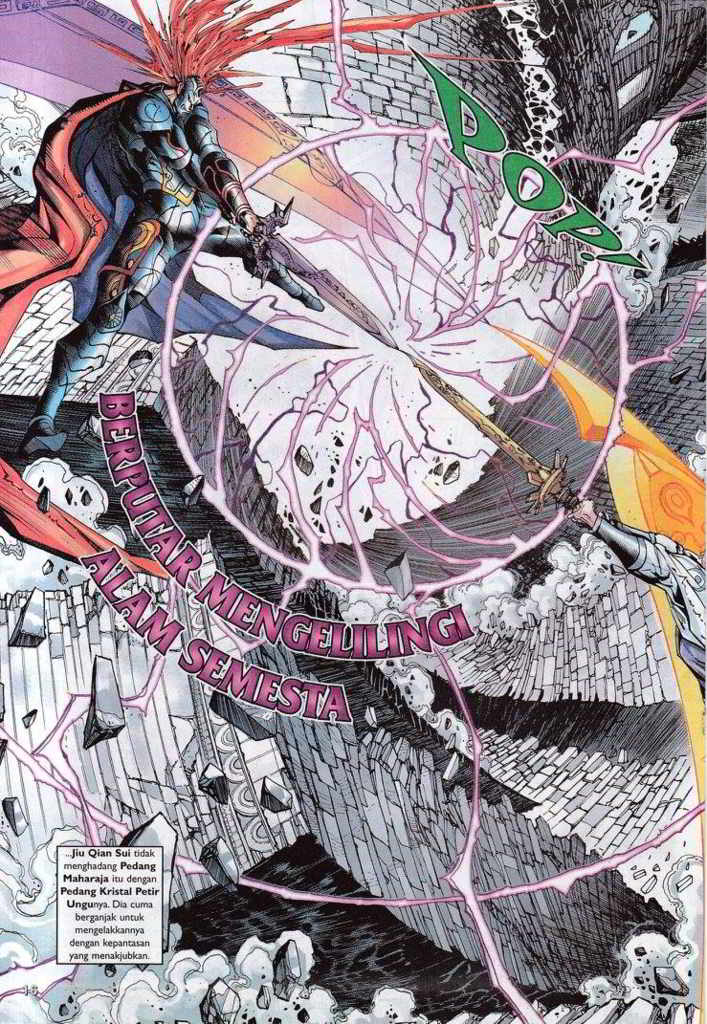 POP!
BERPUTAR MENGELILINGI
ALAM SEMESTA
...Jiu Qian Sui tidak
menghadang Pedang
Maharaja itu dengan
Pedang Kristal Petir
Ungunya. Dia cuma
berganjak untuk
mengelakkannya
dengan kepantasan
yang menakjubkan.